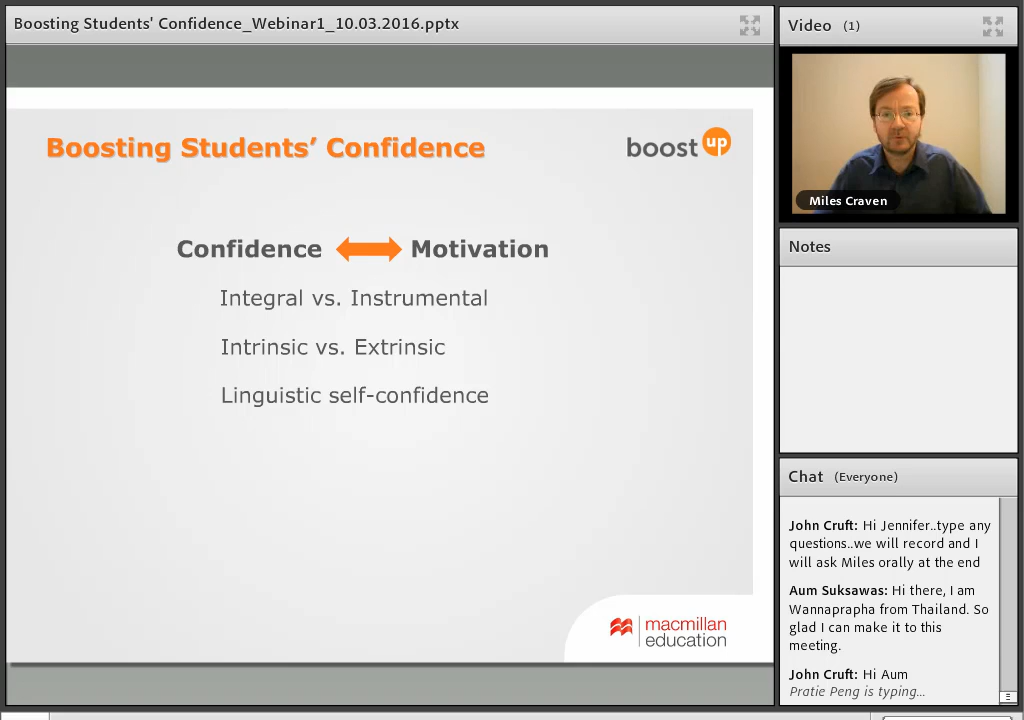 Boosting Students' Confidence_Webinar1_10.03.2016.pptx
Boosting Students’ Confidence
boost up
Confidence Motivation
Integral vs. Instrumental
Intrinsic vs. Extrinsic
Linguistic self-confidence
macmillan
education
Video (1)
Miles Craven
Notes
Chat (Everyone)
John Cruft: Hi Jennifer..type any
questions..we will record and I
will ask Miles orally at the end
Aum Suksawas: Hi there, I am
Wannaprapha from Thailand. So
glad I can make it to this
meeting.
John Cruft: Hi Aum
Pratie Peng is typing...